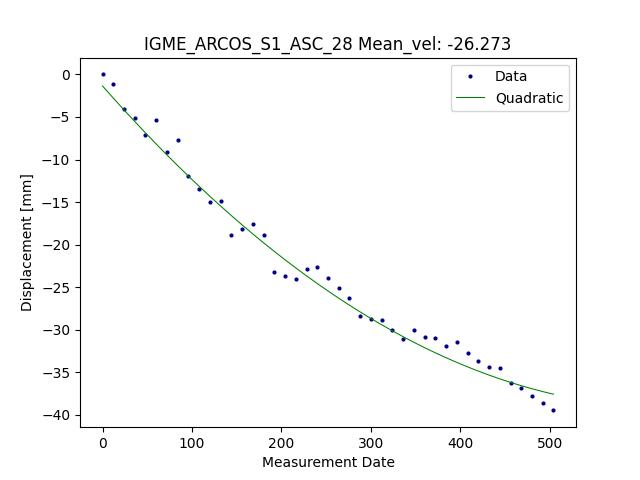 IGME_ARCOS_S1_ASC_28 Mean_vel: -26.273
Data
Quadratic
0
−5
−10
−15
−20
−25
−30
−35
−40
Displacement [mm]
0 100 200 300 400 500
Measurement Date